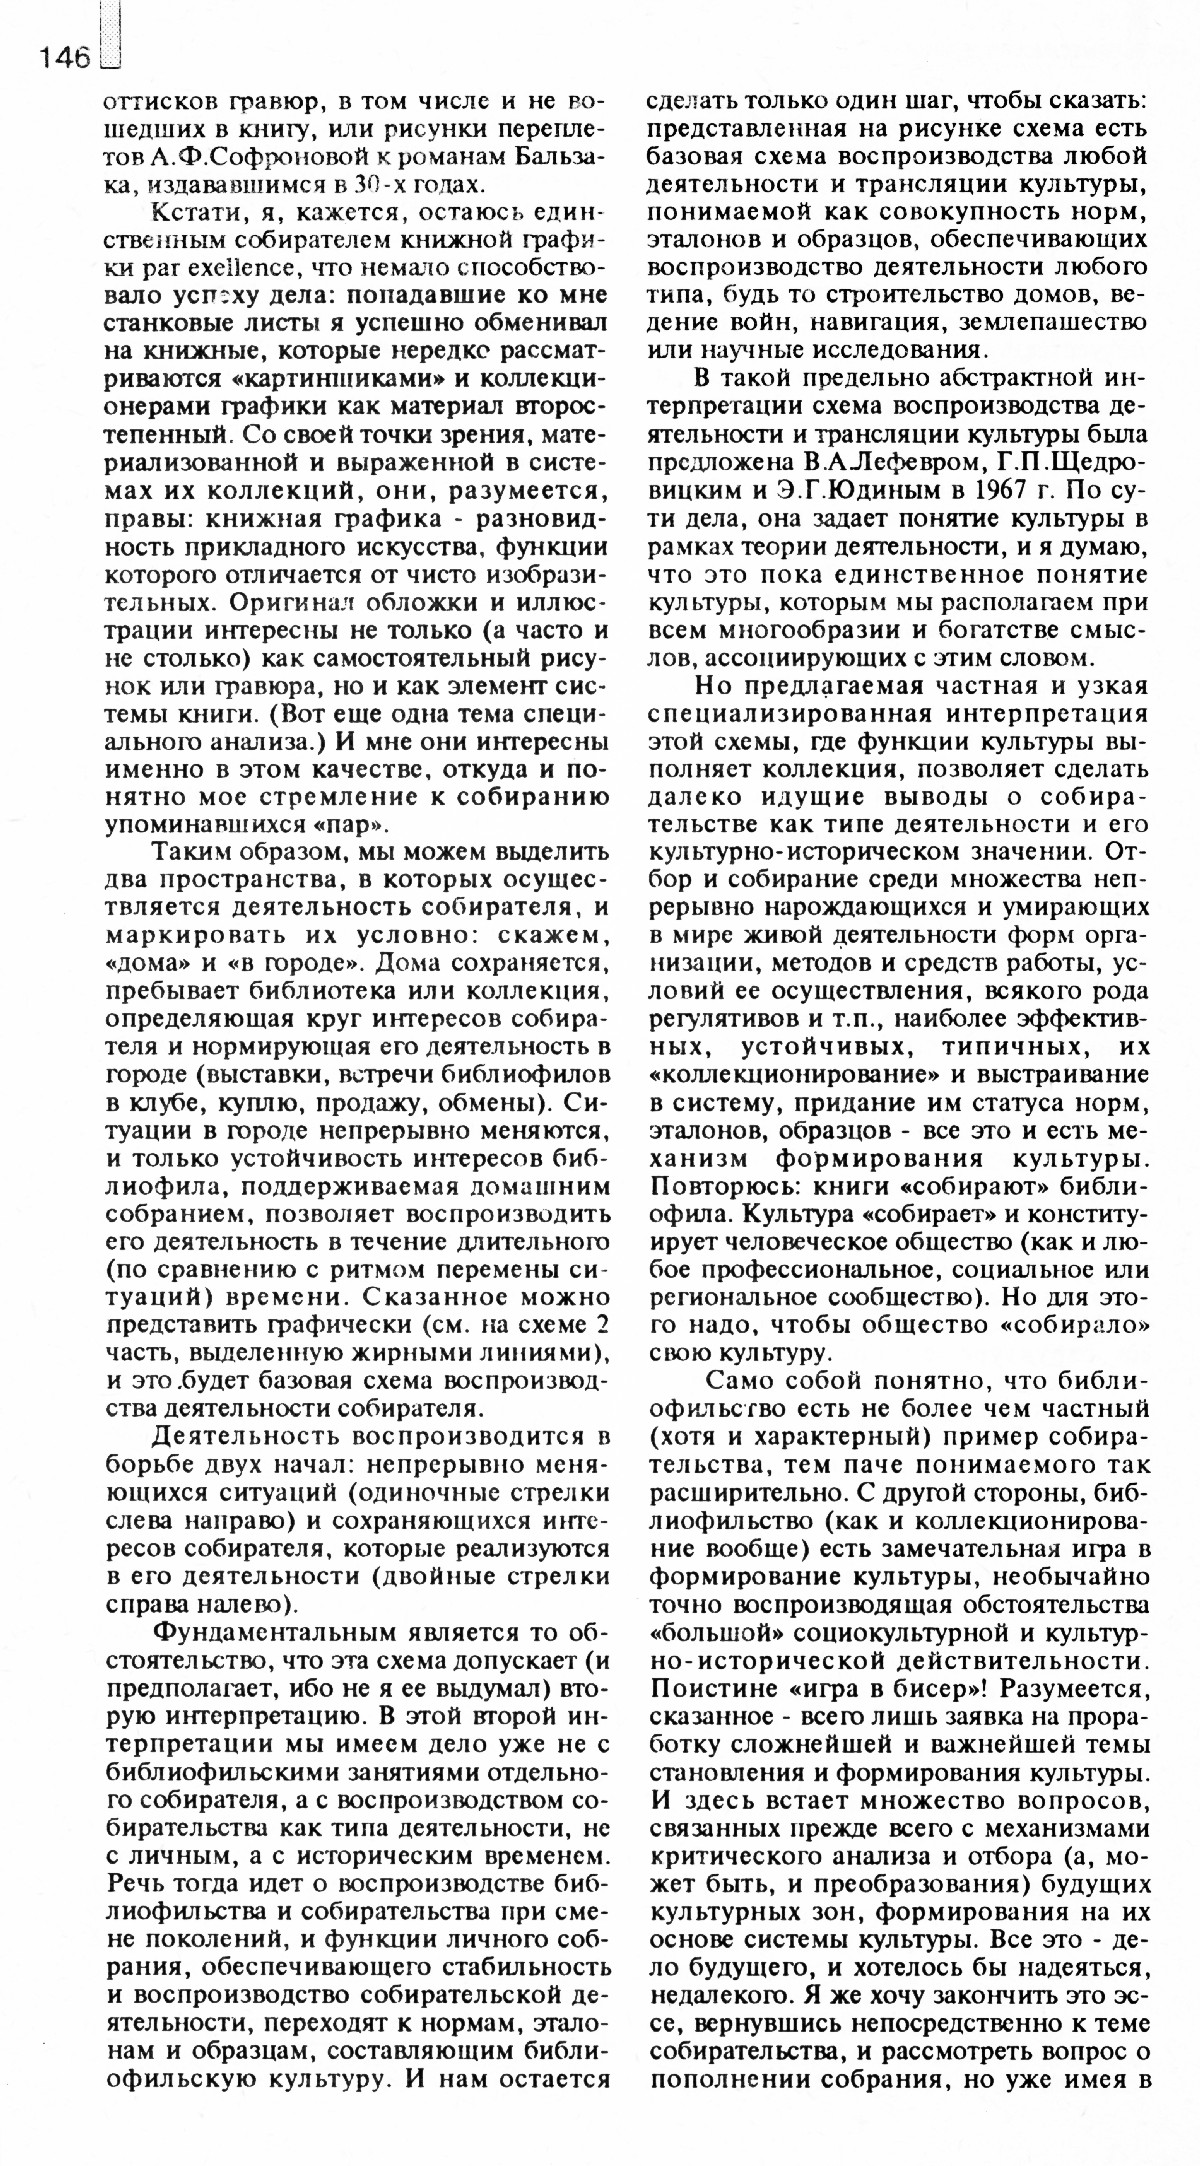 146
оттисков гравюр, в том числе и не во-
шедших в книгу, или рисунки перепле-
тов А.Ф.Софроновой к романам Бальза-
ка, издававшимся в 30-х годах.
Кстати, я, кажется, остаюсь един-
ственным собирателем книжной графи-
ки par exellence, что немало способство-
вало успеху дела: попадавшие ко мне
станковые листы я успешно обменивал
на книжные, которые нередко рассмат-
риваются «картинщиками» и коллекци-
онерами графики как материал второс-
тепенный. Со своей точки зрения, мате-
риализованной и выраженной в систе-
мах их коллекций, они, разумеется,
правы: книжная графика - разновид-
ность прикладного искусства, функции
которого отличается от чисто изобрази-
тельных. Оригинал обложки и иллюс-
трации интересны не только (а часто и
не столько) как самостоятельный рису-
нок или гравюра, но и как элемент сис-
темы книги. (Вот еще одна тема специ-
ального анализа.) И мне они интересны
именно в этом качестве, откуда и по-
нятно мое стремление к собиранию
упоминавшихся «пар».
Таким образом, мы можем выделить
два пространства, в которых осущес-
твляется деятельность собирателя, и
маркировать их условно: скажем,
«дома» и «в городе». Дома сохраняется,
пребывает библиотека или коллекция,
определяющая круг интересов собира-
теля и нормирующая его деятельность в
городе (выставки, встречи библиофилов
в клубе, куплю, продажу, обмены). Си-
туации в городе непрерывно меняются,
и только устойчивость интересов биб-
лиофила, поддерживаемая домашним
собранием, позволяет воспроизводить
его деятельность в течение длительного
(по сравнению с ритмом перемены си-
туаций) времени. Сказанное можно
представить графически (см. на схеме 2
часть, выделенную жирными линиями),
и это .будет базовая схема воспроизвод-
ства деятельности собирателя.
Деятельность воспроизводится в
борьбе двух начал: непрерывно меня-
ющихся ситуаций (одиночные стрелки
слева направо) и сохраняющихся инте-
ресов собирателя, которые реализуются
в его деятельности (двойные стрелки
справа налево).
Фундаментальным является то об-
стоятельство, что эта схема допускает (и
предполагает, ибо не я ее выдумал) вто-
рую интерпретацию. В этой второй ин-
терпретации мы имеем дело уже не с
библиофильскими занятиями отдельно-
го собирателя, а с воспроизводством со-
бирательства как типа деятельности, не
с личным, а с историческим временем.
Речь тогда идет о воспроизводстве биб-
лиофильства и собирательства при сме-
не поколений, и функции личного соб-
рания, обеспечивающего стабильность
и воспроизводство собирательской де-
ятельности, переходят к нормам, этало-
нам и образцам, составляющим библи-
офильскую культуру. И нам остается
сделать только один шаг, чтобы сказать:
представленная на рисунке схема есть
базовая схема воспроизводства любой
деятельности и трансляции культуры,
понимаемой как совокупность норм,
эталонов и образцов, обеспечивающих
воспроизводство деятельности любого
типа, будь то строительство домов, ве-
дение войн, навигация, землепашество
или научные исследования.
В такой предельно абстрактной ин-
терпретации схема воспроизводства де-
ятельности и трансляции культуры была
предложена В.А.Лефевром, Г.П.Щедро-
вицким и Э.Г.Юдиным в 1967 г. По су-
ти дела, она задает понятие культуры в
рамках теории деятельности, и я думаю,
что это пока единственное понятие
культуры, которым мы располагаем при
всем многообразии и богатстве смыс-
лов, ассоциирующих с этим словом.
Но предлагаемая частная и узкая
специализированная интерпретация
этой схемы, где функции культуры вы-
полняет коллекция, позволяет сделать
далеко идущие выводы о собира-
тельстве как типе деятельности и его
культурно-историческом значении. От-
бор и собирание среди множества неп-
рерывно нарождающихся и умирающих
в мире живой деятельности форм орга-
низации, методов и средств работы, ус-
ловий ее осуществления, всякого рода
регулятивов и т.п., наиболее эффектив-
ных, устойчивых, типичных, их
«коллекционирование» и выстраивание
в систему, придание им статуса норм,
эталонов, образцов - все это и есть ме-
ханизм формирования культуры.
Повторюсь: книги «собирают» библи-
офила. Культура «собирает» и конститу-
ирует человеческое общество (как и лю-
бое профессиональное, социальное или
региональное сообщество). Но для это-
го надо, чтобы общество «собирало»
свою культуру.
Само собой понятно, что библи-
офильство есть не более чем частный
(хотя и характерный) пример собира-
тельства, тем паче понимаемого так
расширительно. С другой стороны, биб-
лиофильство (как и коллекционирова-
ние вообще) есть замечательная игра в
формирование культуры, необычайно
точно воспроизводящая обстоятельства
«большой» социокультурной и культур-
но-исторической действительности.
Поистине «игра в бисер»! Разумеется,
сказанное - всего лишь заявка на прора-
ботку сложнейшей и важнейшей темы
становления и формирования культуры.
И здесь встает множество вопросов,
связанных прежде всего с механизмами
критического анализа и отбора (а, мо-
жет быть, и преобразования) будущих
культурных зон, формирования на их
основе системы культуры. Все это - де-
ло будущего, и хотелось бы надеяться,
недалекого. Я же хочу закончить это эс-
се, вернувшись непосредственно к теме
собирательства, и рассмотреть вопрос о
пополнении собрания, но уже имея в